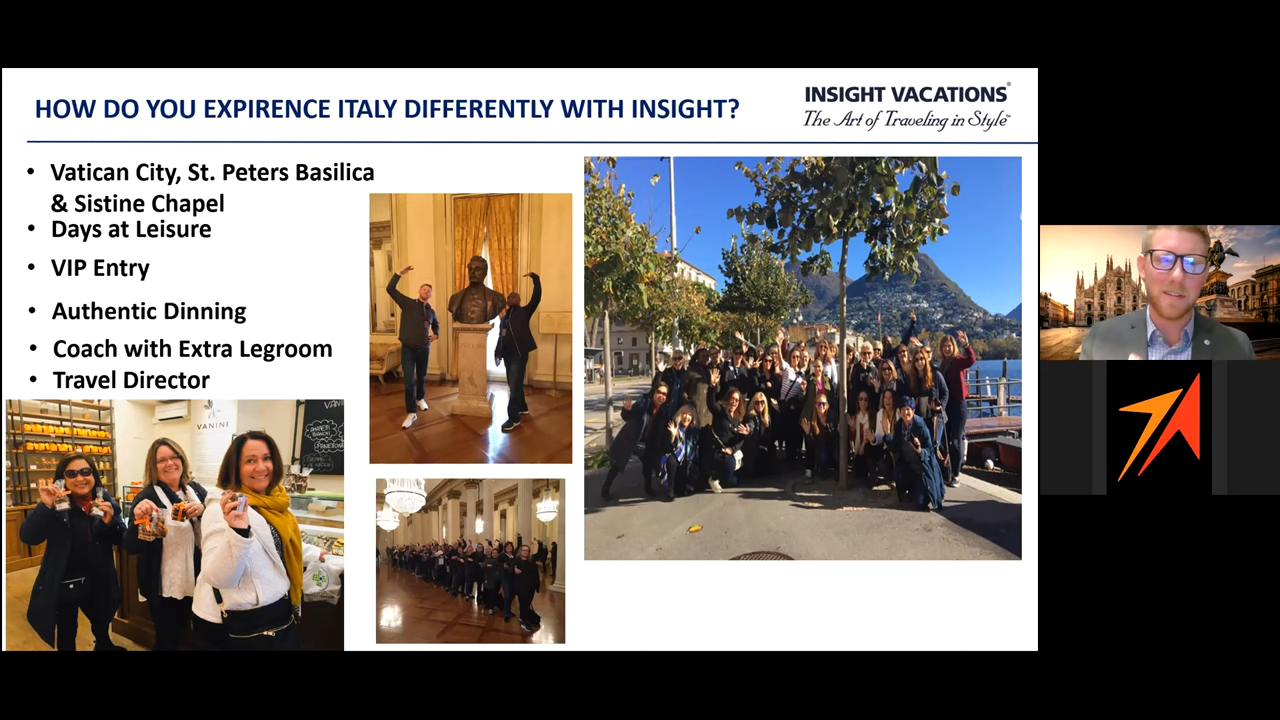 HOW DO YOU EXPIRENCE ITALY DIFFERENTLY WITH INSIGHT?
INSIGHT VACATIONS®
The Art of Traveling in Style™
• Vatican City, St. Peters Basilica
& Sistine Chapel
• Days at Leisure
• VIP Entry
• Authentic Dinning
• Coach with Extra Legroom
• Travel Director
VANINI